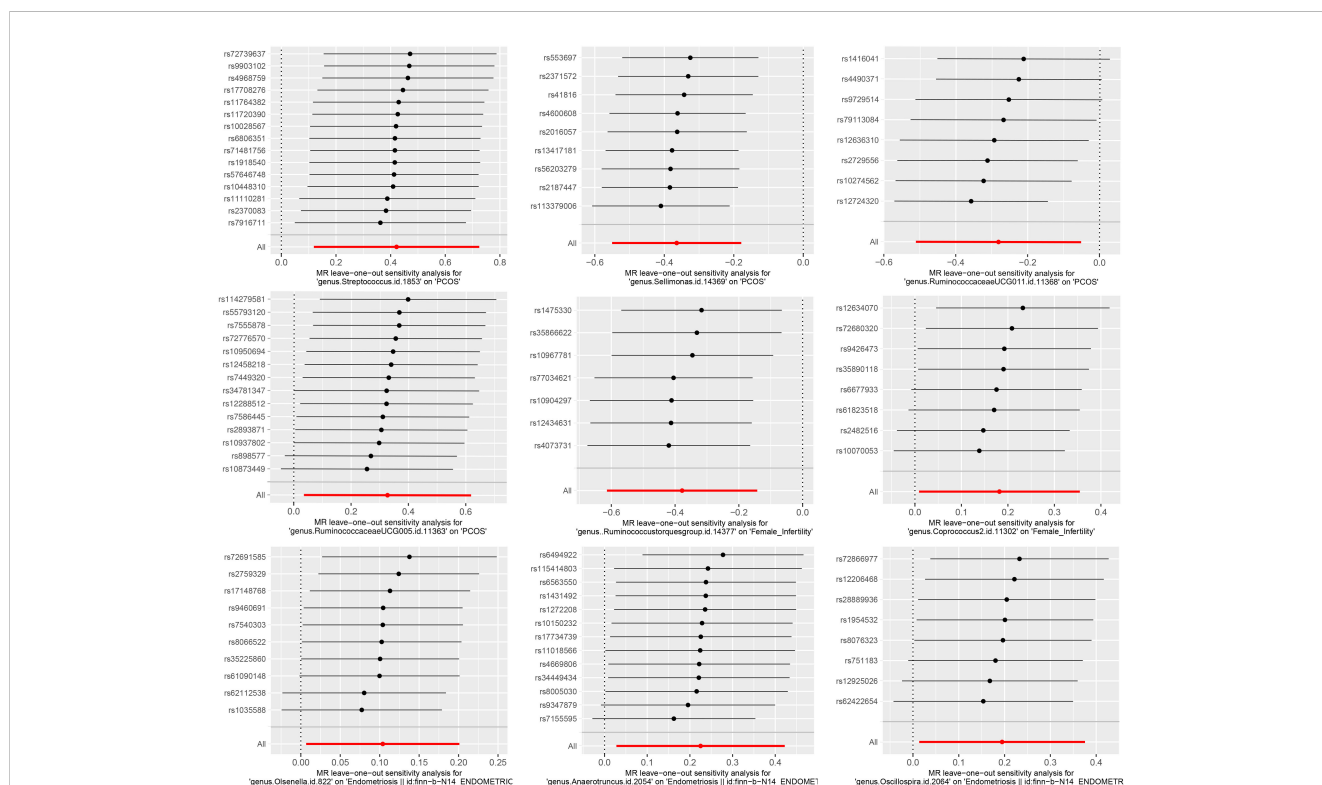 rs72739637
rs9903102
rs4968759
rs17708276
rs11764382
rs11720390
rs10028567
rs6806351
rs71481756
rs1918540
rs57646748
rs10448310
rs11110281
rs2370083
rs7916711
All
0.0 0.2 0.4 0.6 0.8
MR leave−one−out sensitivity analysis for
'genus.Streptococcus.id.1853' on 'PCOS'
rs553697
rs2371572
rs41816
rs4600608
rs2016057
rs13417181
rs56203279
rs2187447
rs113379006
All
−0.6 −0.4 −0.2 0.0
MR leave−one−out sensitivity analysis for
'genus.Sellimonas.id.14369' on 'PCOS'
rs1416041
rs4490371
rs9729514
rs79113084
rs12636310
rs2729556
rs10274562
rs12724320
All
−0.6 −0.4 −0.2 0.0
MR leave−one−out sensitivity analysis for
'genus.RuminococcaceaeUCG011.id.11368' on 'PCOS'
rs114279581
rs55793120
rs7555878
rs72776570
rs10950694
rs12458218
rs7449320
rs34781347
rs12288512
rs7586445
rs2893871
rs10937802
rs898577
rs10873449
All
0.0 0.2 0.4 0.6
MR leave−one−out sensitivity analysis for
'genus.RuminococcaceaeUCG005.id.11363' on 'PCOS'
rs1475330
rs35866622
rs10967781
rs77034621
rs10904297
rs12434631
rs4073731
All
−0.6 −0.4 −0.2 0.0
MR leave−one−out sensitivity analysis for
'genus..Ruminococcustorquesgroup.id.14377' on 'Female_Infertility'
rs12634070
rs72680320
rs9426473
rs35890118
rs6677933
rs61823518
rs2482516
rs10070053
All
0.0 0.1 0.2 0.3 0.4
MR leave−one−out sensitivity analysis for
'genus.Coprococcus2.id.11302' on 'Female_Infertility'
rs72691585
rs2759329
rs17148768
rs9460691
rs7540303
rs8066522
rs35225860
rs61090148
rs62112538
rs1035588
All
0.00 0.05 0.10 0.15 0.20 0.25
MR leave−one−out sensitivity analysis for
'genus.Olsenella.id.822' on 'Endometriosis || id:finn−b−N14_ENDOMETRIC
rs6494922
rs115414803
rs6563550
rs1431492
rs1272208
rs10150232
rs17734739
rs11018566
rs4669806
rs34449434
rs8005030
rs9347879
rs7155595
All
0.0 0.1 0.2 0.3 0.4
MR leave−one−out sensitivity analysis for
'genus.Anaerotruncus.id.2054' on 'Endometriosis || id:finn−b−N14_ENDOMET
rs72866977
rs12206468
rs28889936
rs1954532
rs8076323
rs751183
rs12925026
rs62422654
All
0.0 0.1 0.2 0.3 0.4
MR leave−one−out sensitivity analysis for
'genus.Oscillospira.id.2064' on 'Endometriosis || id:finn−b−N14_ENDOMETR